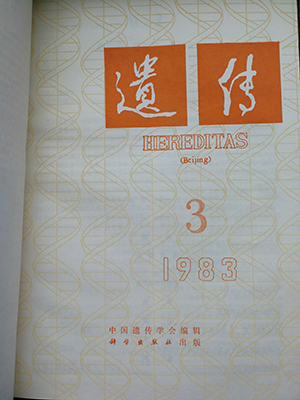 遺传
HEREDITAS
(Beijing)
3
1983
中国遗传学会编辑
科学出版社 出版